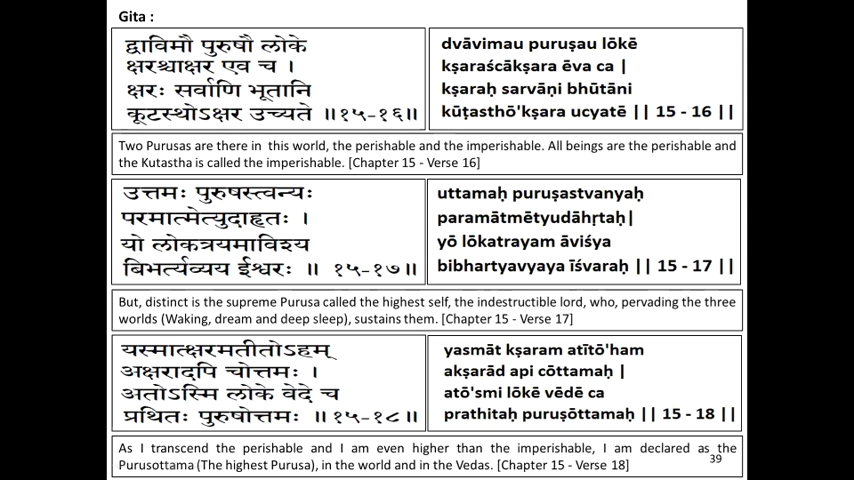 Gita :
द्वाविमौ पुरुषौ लोके
क्षरश्चाक्षर एव च ।
क्षरः सर्वाणि भूतानि
कूटस्थोऽक्षर उच्यते ॥१५-१६॥
dvāvimau puruṣau lōkē
kṣaraścākṣara ēva ca |
kṣaraḥ sarvāṇi bhūtāni
kūṭasthō'kṣara ucyatē || 15 - 16 ||
Two Purusas are there in this world, the perishable and the imperishable. All beings are the perishable and
the Kutastha is called the imperishable. [Chapter 15 - Verse 16]
उत्तमः पुरुषस्त्वन्यः
परमात्मेत्युदाहृतः ।
यो लोकत्रयमाविश्य
बिभर्त्यव्यय ईश्वरः ॥ १५-१७॥
uttamaḥ puruṣastvanyaḥ
paramātmētyudāhṛtaḥ|
yō lōkatrayam āviśya
bibhartyavyaya īśvaraḥ || 15 - 17 ||
But, distinct is the supreme Purusa called the highest self, the indestructible lord, who, pervading the three
worlds (Waking, dream and deep sleep), sustains them. [Chapter 15 - Verse 17]
यस्मात्क्षरमतीतोऽहम्
अक्षरादपि चोत्तमः ।
अतोऽस्मि लोके वेदे च
प्रथितः पुरुषोत्तमः ॥१५-१८॥
yasmāt kṣaram atītō'ham
akṣarād api cōttamaḥ |
atō'smi lōkē vēdē ca
prathitaḥ puruṣōttamaḥ || 15 - 18 ||
As I transcend the perishable and I am even higher than the imperishable, I am declared as the
Purusottama (The highest Purusa), in the world and in the Vedas. [Chapter 15 - Verse 18]
39